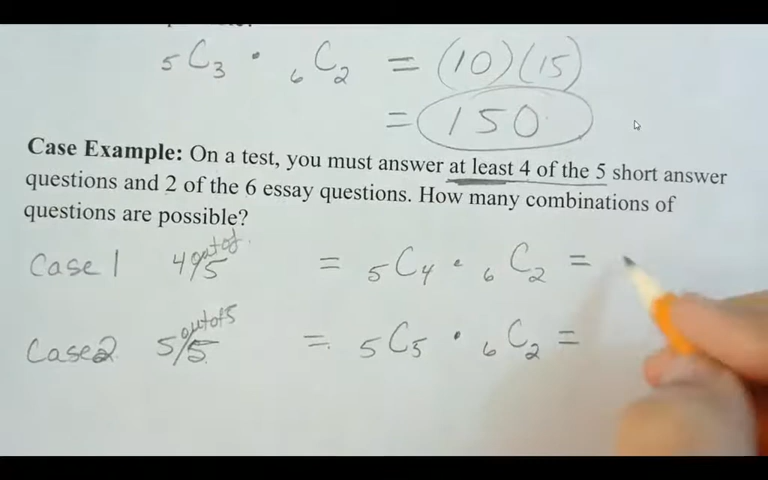 5C3 · 6C2 = (10)(15)
= 150
Case Example: On a test, you must answer at least 4 of the 5 short answer
questions and 2 of the 6 essay questions. How many combinations of
questions are possible?
Case 1 4/5 out of = 5C4 · 6C2 =
Case 2 5/5 out of 5 = 5C5 · 6C2 =